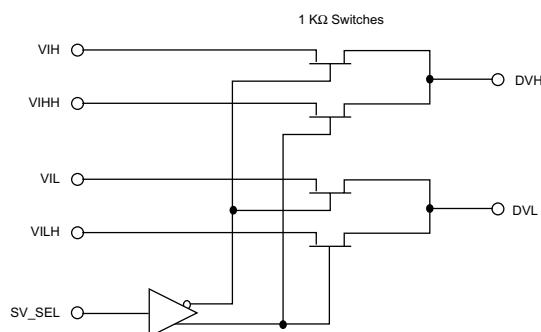 1 KΩ Switches
VIH
DVH
VIHH
VIL
DVL
VILH
SV_SEL